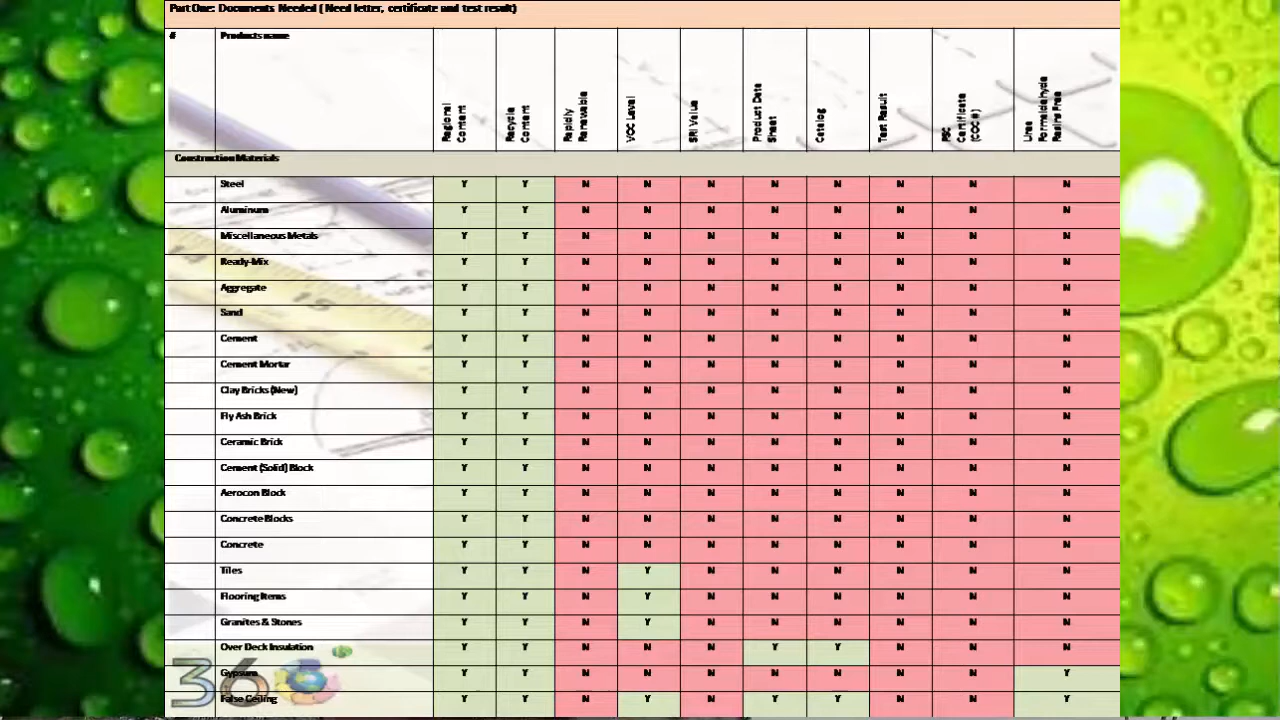 Part One: Documents Needed ( Need letter, certificate and test result)
# Products name Regional Content Recycle Content Rapidly Renewable VOC Level SRI Value Product Data Sheet Catalog Test Result FSC Certificate (COC#) Urea Formaldehyde Resins Free
Construction Materials
Steel Y Y N N N N N N N N
Aluminum Y Y N N N N N N N N
Miscellaneous Metals Y Y N N N N N N N N
Ready-Mix Y Y N N N N N N N N
Aggregate Y Y N N N N N N N N
Sand Y Y N N N N N N N N
Cement Y Y N N N N N N N N
Cement Mortar Y Y N N N N N N N N
Clay Bricks (New) Y Y N N N N N N N N
Fly Ash Brick Y Y N N N N N N N N
Ceramic Brick Y Y N N N N N N N N
Cement (Solid) Block Y Y N N N N N N N N
Aerocon Block Y Y N N N N N N N N
Concrete Blocks Y Y N N N N N N N N
Concrete Y Y N N N N N N N N
Tiles Y Y N Y N N N N N N
Flooring Items Y Y N Y N N N N N N
Granites & Stones Y Y N Y N N N N N N
Over Deck Insulation Y Y N N N Y Y N N N
Gypsum Y Y N N N N N N N Y
False Ceiling Y Y N Y N Y Y N N Y
36